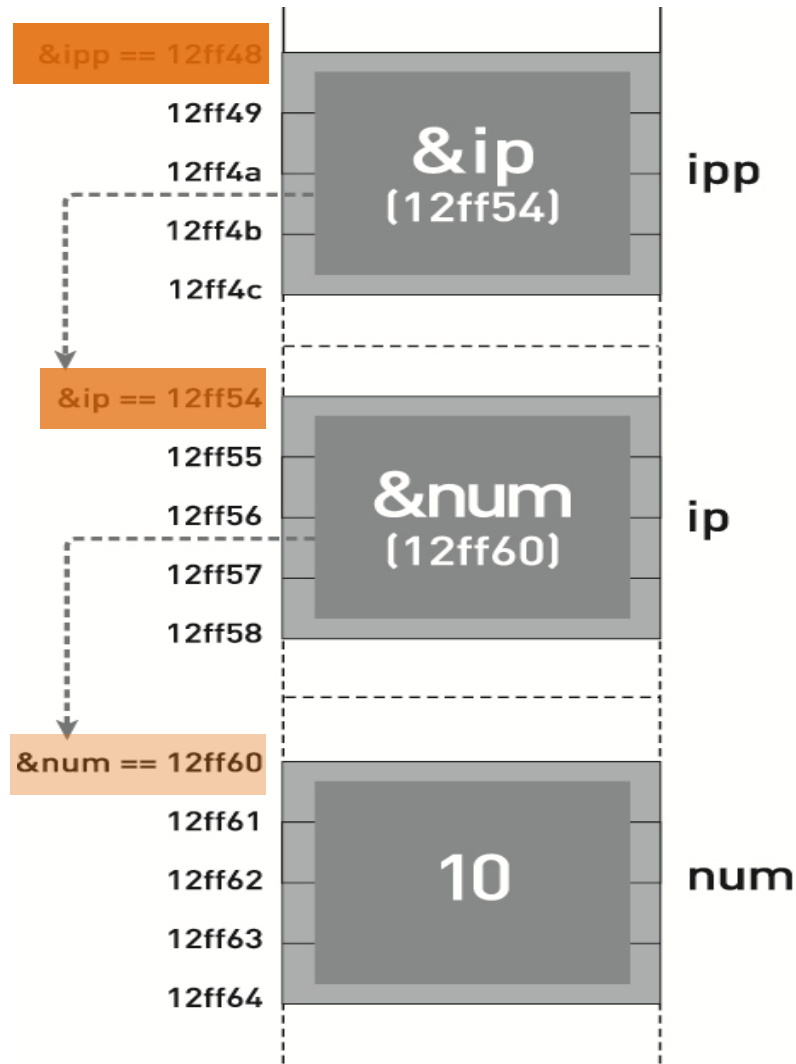 &ipp == 12ff48
12ff49
12ff4a
12ff4b
12ff4c
&ip
(12ff54)
ipp
&ip == 12ff54
12ff55
12ff56
12ff57
12ff58
&num
(12ff60)
ip
&num == 12ff60
12ff61
12ff62
12ff63
12ff64
10
num